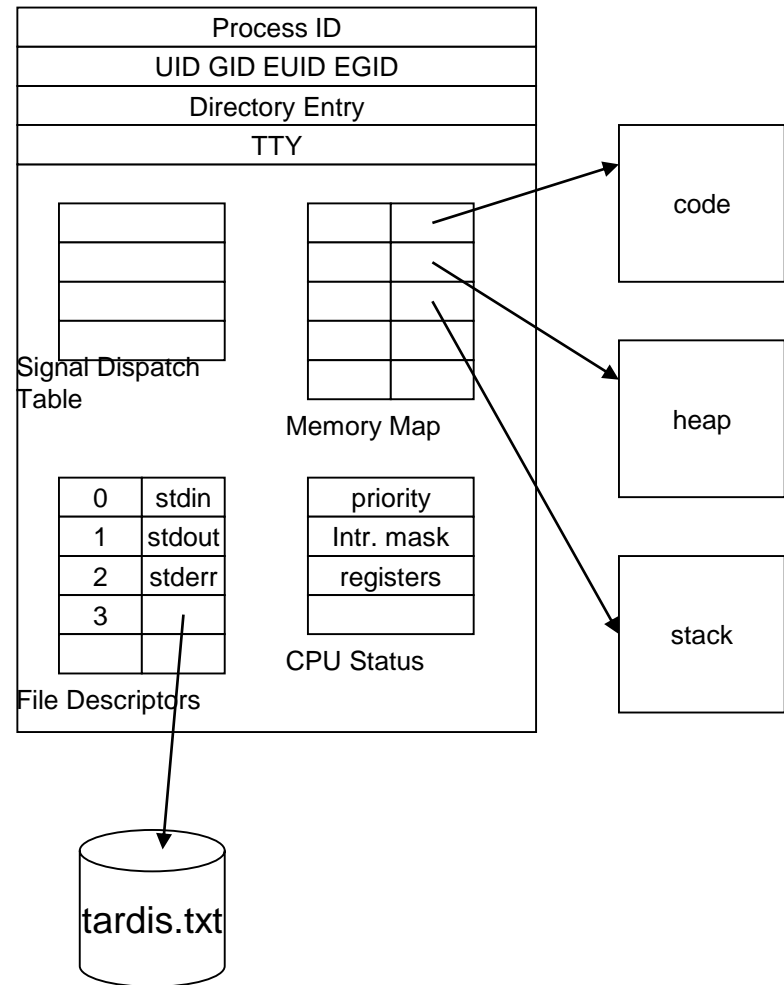 Process ID
UID GID EUID EGID
Directory Entry
TTY
code
Signal Dispatch
Table
Memory Map
heap
0 stdin
1 stdout
2 stderr
3
priority
Intr. mask
registers
stack
CPU Status
File Descriptors
tardis.txt